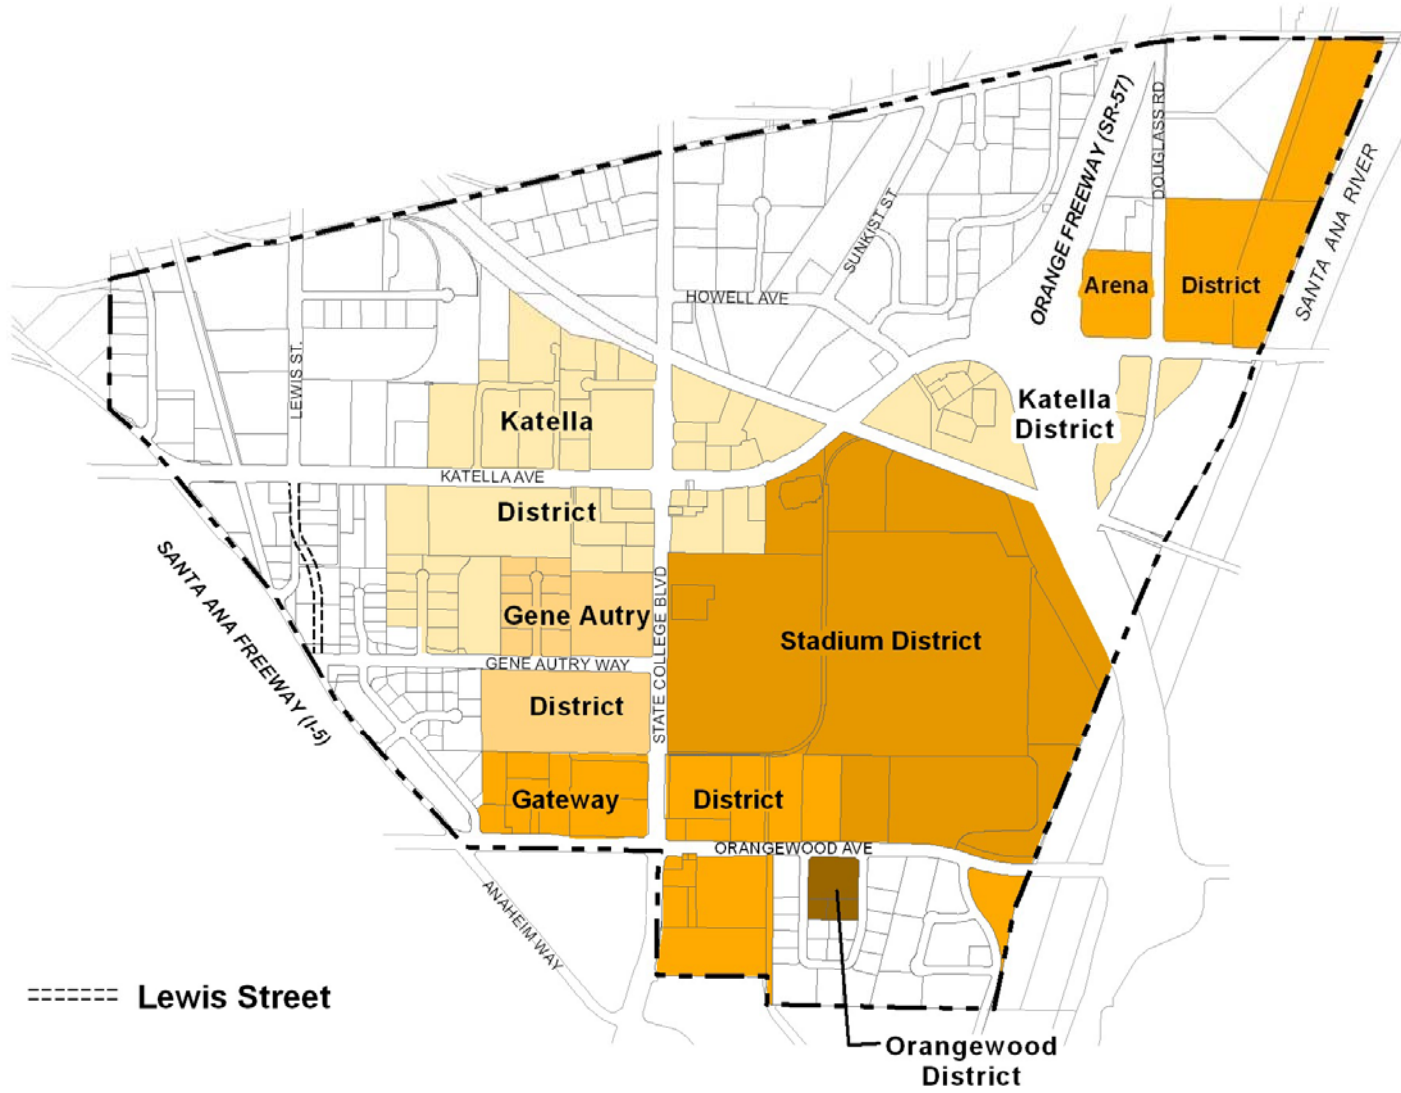 ORANGE FREEWAY (SR-57)
DOUGLASS RD
SANTA ANA RIVER
SUNKIST ST.
Arena
District
HOWELL AVE
LEWIS ST.
Katella
Katella
District
KATELLA AVE
District
SANTA ANA FREEWAY (I-5)
STATE COLLEGE BLVD
Gene Autry
Stadium District
GENE AUTRY WAY
District
Gateway
District
ORANGEWOOD AVE
ANAHEIM WAY
Lewis Street
Orangewood
District